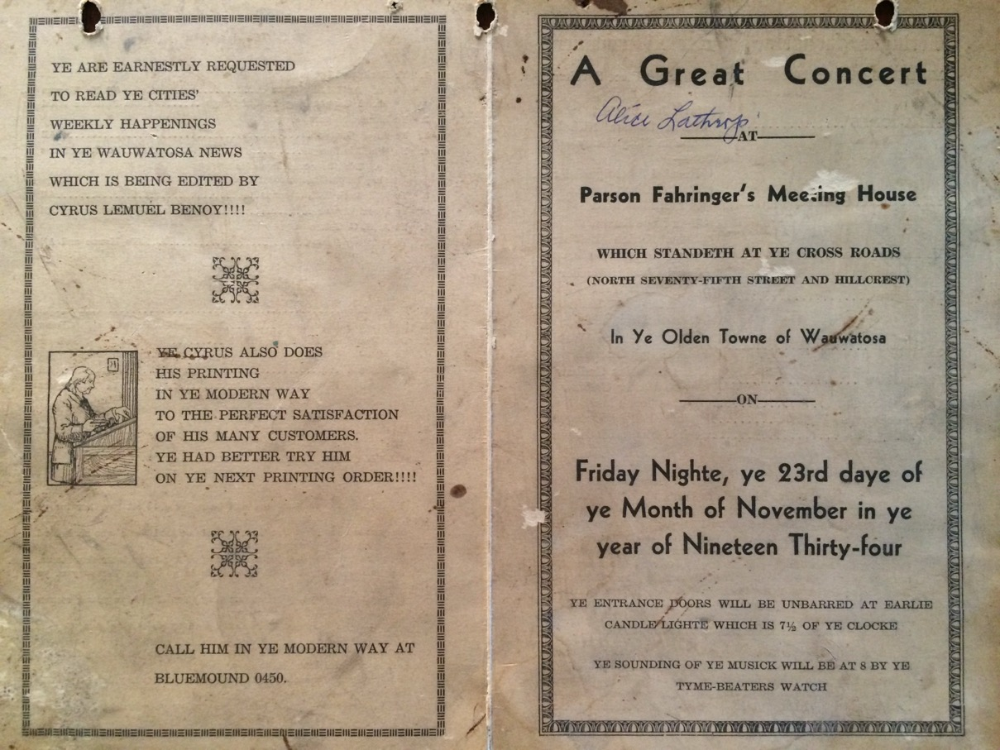 YE ARE EARNESTLY REQUESTED
TO READ YE CITIES'
WEEKLY HAPPENINGS
IN YE WAUWATOSA NEWS
WHICH IS BEING EDITED BY
CYRUS LEMUEL BENOY!!!!
YE CYRUS ALSO DOES
HIS PRINTING
IN YE MODERN WAY
TO THE PERFECT SATISFACTION
OF HIS MANY CUSTOMERS.
YE HAD BETTER TRY HIM
ON YE NEXT PRINTING ORDER!!!!
CALL HIM IN YE MODERN WAY AT
BLUEMOUND 0450.
A Great Concert
Alice Lathrop
AT
Parson Fahringer's Meeting House
WHICH STANDETH AT YE CROSS ROADS
(NORTH SEVENTY-FIFTH STREET AND HILLCREST)
In Ye Olden Towne of Wauwatosa
ON
Friday Nighte, ye 23rd daye of
ye Month of November in ye
year of Nineteen Thirty-four
YE ENTRANCE DOORS WILL BE UNBARRED AT EARLIE
CANDLE LIGHTE WHICH IS 7½ OF YE CLOCKE
YE SOUNDING OF YE MUSICK WILL BE AT 8 BY YE
TYME-BEATERS WATCH